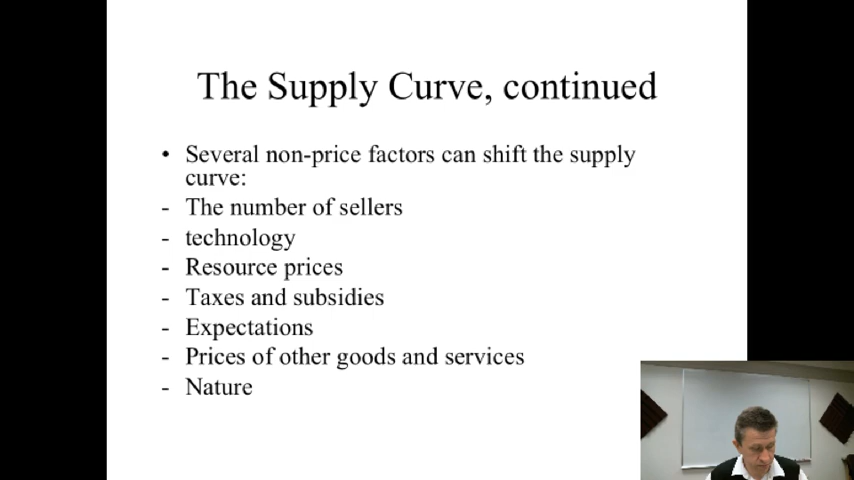 The Supply Curve, continued
• Several non-price factors can shift the supply
curve:
- The number of sellers
- technology
- Resource prices
- Taxes and subsidies
- Expectations
- Prices of other goods and services
- Nature